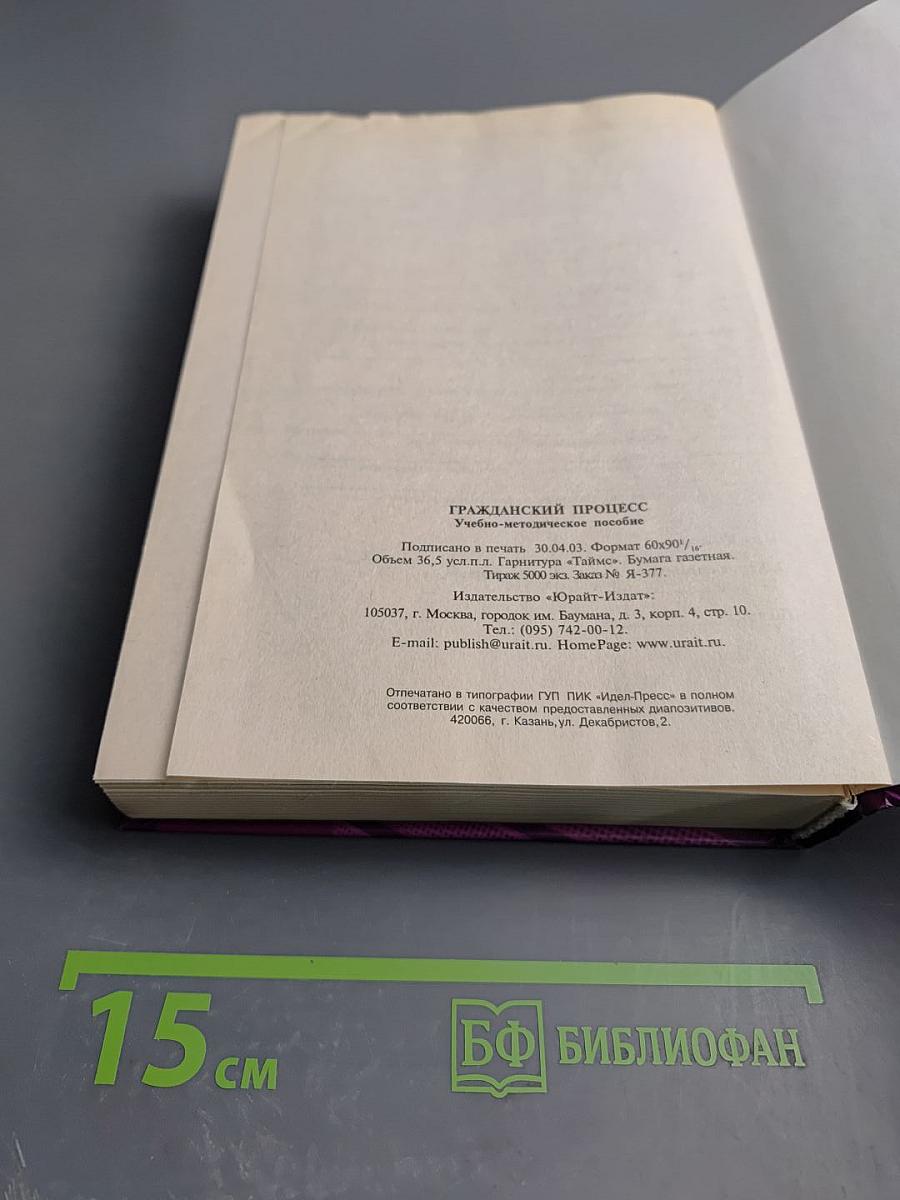 ГРАЖДАНСКИЙ ПРОЦЕСС
Учебно-методическое пособие
Подписано в печать 30.04.03. Формат 60x90¹/₁₆.
Объем 36,5 усл.п.л. Гарнитура «Таймс». Бумага газетная.
Тираж 5000 экз. Заказ № Я-377.
Издательство «Юрайт-Издат»:
105037, г. Москва, городок им. Баумана, д. 3, корп. 4, стр. 10.
Тел.: (095) 742-00-12.
E-mail: publish@urait.ru. HomePage: www.urait.ru.
Отпечатано в типографии ГУП ПИК «Идел-Пресс» в полном
соответствии с качеством предоставленных диапозитивов.
420066, г. Казань, ул. Декабристов, 2.
15 см
БФ БИБЛИОФАН